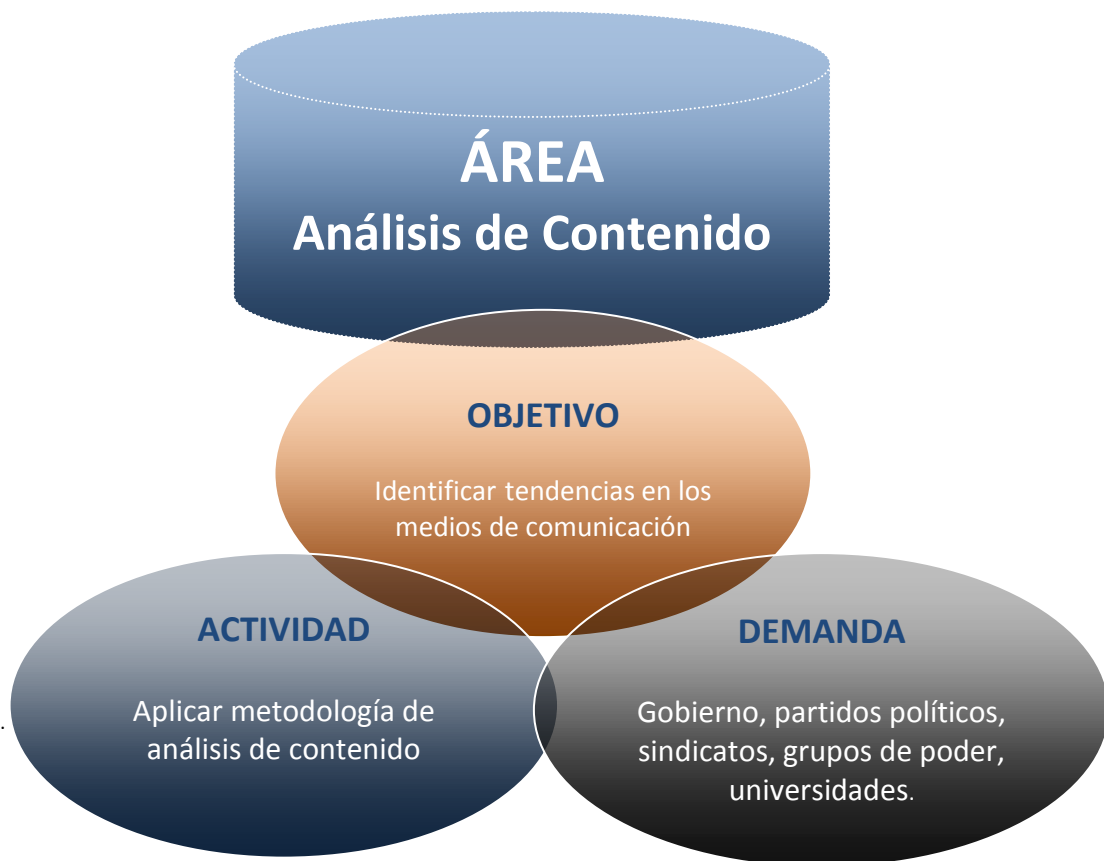 ÁREA
Análisis de Contenido
OBJETIVO
Identificar tendencias en los
medios de comunicación
ACTIVIDAD
Aplicar metodología de
análisis de contenido
.
DEMANDA
Gobierno, partidos políticos,
sindicatos, grupos de poder,
universidades.